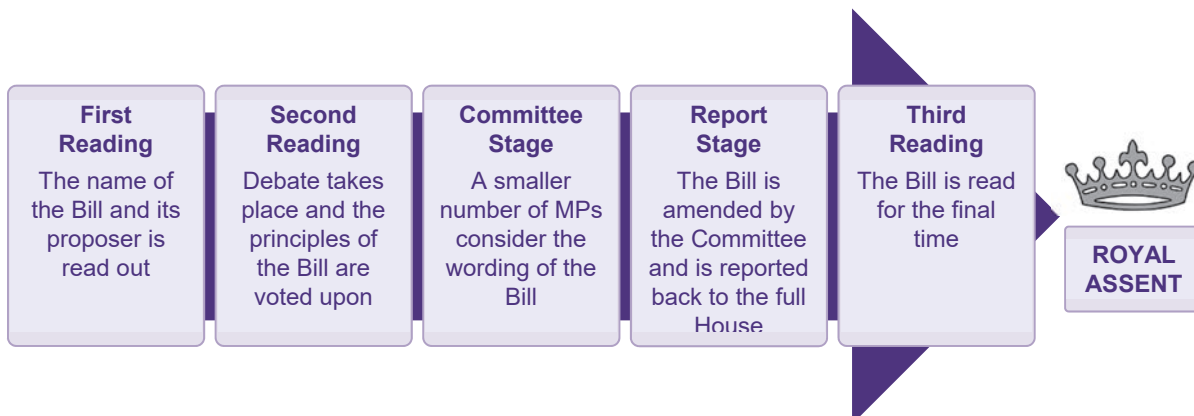 First
Reading
The name of
the Bill and its
proposer is
read out
Second
Reading
Debate takes
place and the
principles of
the Bill are
voted upon
Committee
Stage
A smaller
number of MPs
consider the
wording of the
Bill
Report
Stage
The Bill is
amended by
the Committee
and is reported
back to the full
House
Third
Reading
The Bill is read
for the final
time
ROYAL
ASSENT